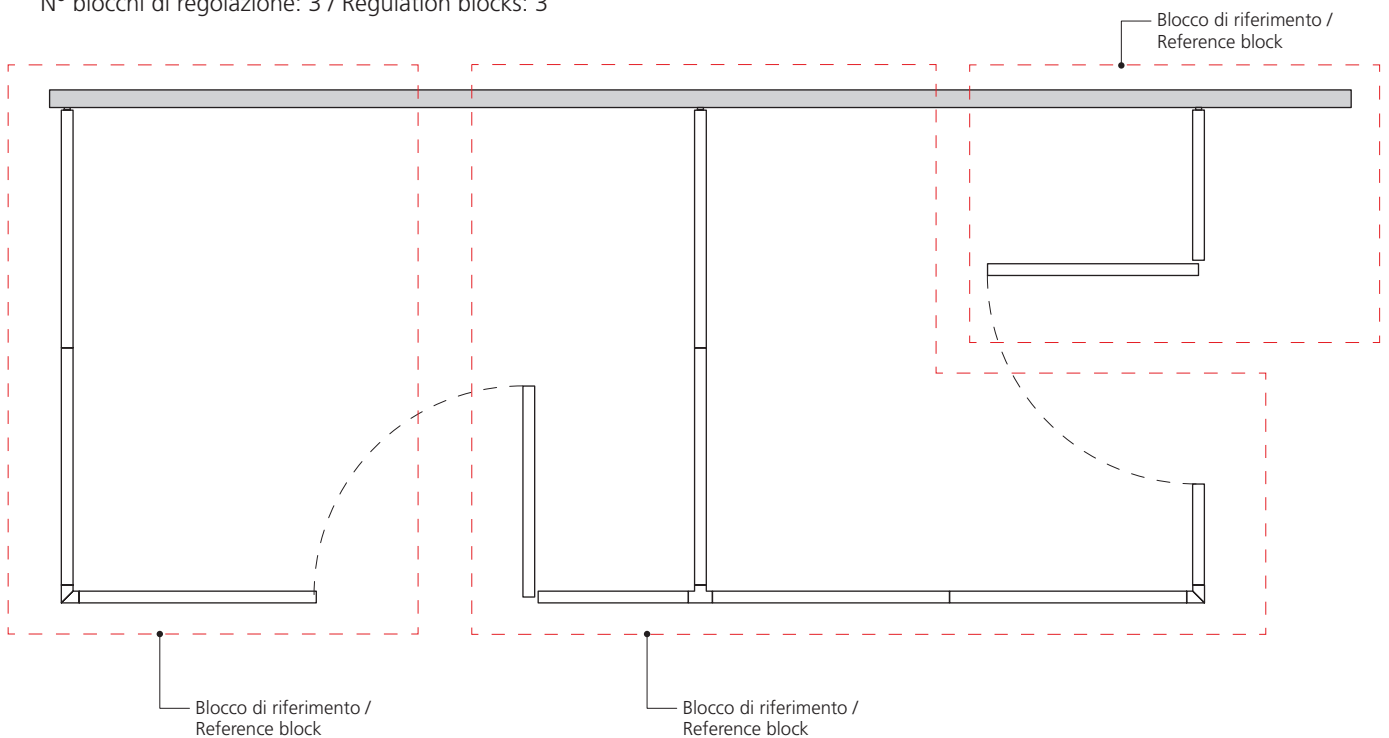 N° blocchi di regolazione: 3 / Regulation blocks: 3
Blocco di riferimento /
Reference block
Blocco di riferimento /
Reference block
Blocco di riferimento /
Reference block